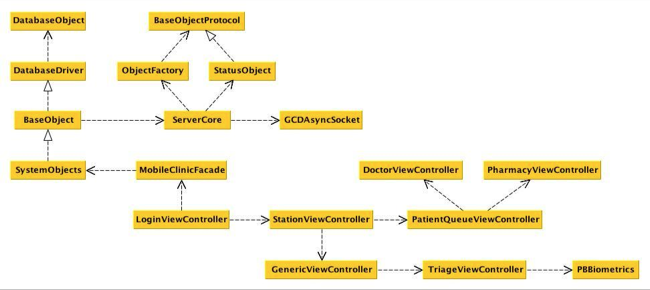 DatabaseObject
BaseObjectProtocol
DatabaseDriver
ObjectFactory
StatusObject
BaseObject
ServerCore
GCDAsyncSocket
SystemObjects
MobileClinicFacade
DoctorViewController
PharmacyViewController
LoginViewController
StationViewController
PatientQueueViewController
GenericViewController
TriageViewController
PBBiometrics